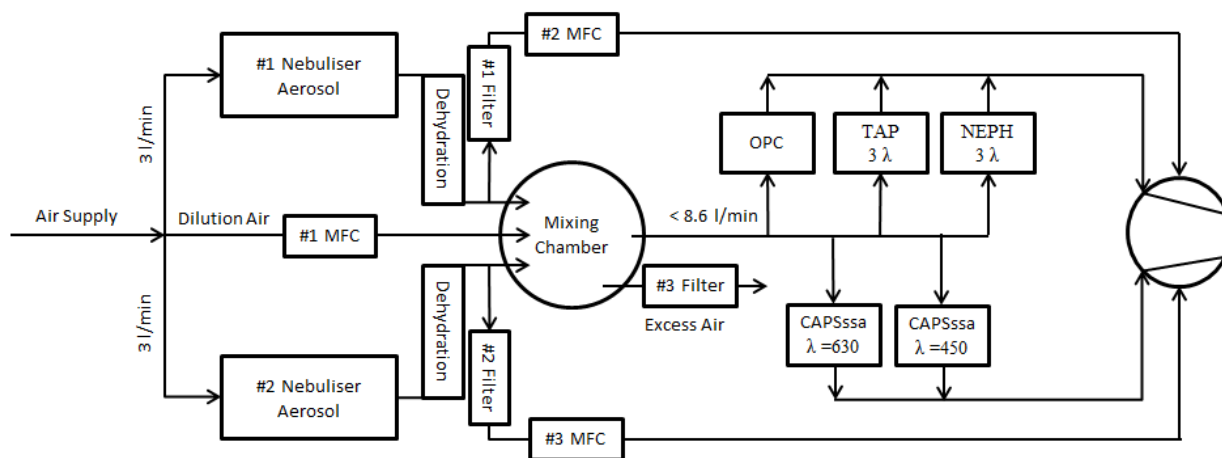 #2 MFC
#1 Nebuliser
Aerosol
#1 Filter
Dehydration
3 l/min
OPC
TAP
3 λ
NEPH
3 λ
Air Supply
Dilution Air
#1 MFC
Mixing
Chamber
< 8.6 l/min
#3 Filter
Excess Air
3 l/min
Dehydration
#2 Filter
CAPSssa
λ =630
CAPSssa
λ =450
#2 Nebuliser
Aerosol
#3 MFC